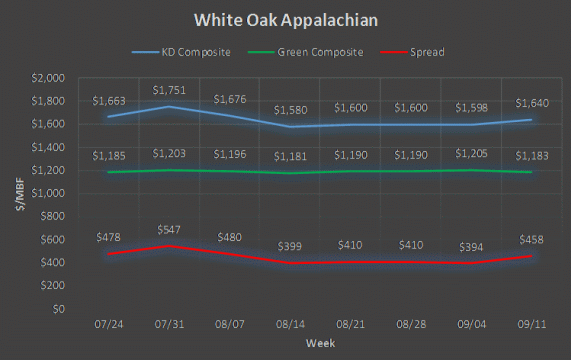 White Oak Appalachian
KD Composite Green Composite Spread
$2,000
$1,800
$1,600
$1,400
$1,200
$1,000
$800
$600
$400
$200
$0
$/MBF
$1,663 $1,751 $1,676 $1,580 $1,600 $1,600 $1,598 $1,640
$1,185 $1,203 $1,196 $1,181 $1,190 $1,190 $1,205 $1,183
$478 $547 $480 $399 $410 $410 $394 $458
07/24 07/31 08/07 08/14 08/21 08/28 09/04 09/11
Week